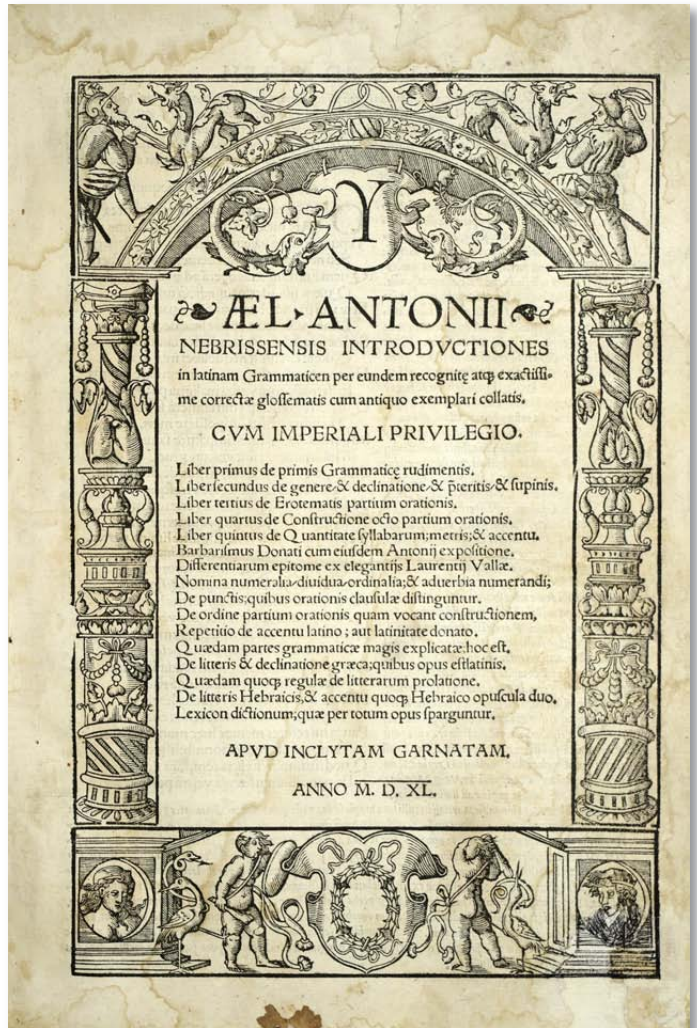 Y
ÆL· ANTONII
NEBRISSENSIS INTRODVCTIONES
in latinam Grammaticen per eundem recognitę atq; exactissi-
me correctæ glossematis cum antiquo exemplari collatis.
CVM IMPERIALI PRIVILEGIO.
Liber primus de primis Grammaticę rudimentis.
Liber secundus de genere & declinatione & p̄teritis & supinis.
Liber tertius de Erotematis partium orationis.
Liber quartus de Constructione octo partium orationis.
Liber quintus de Quantitate syllabarum; metris; & accentu.
Barbarismus Donati cum eiusdem Antonij expositione.
Differentiarum epitome ex elegantijs Laurentij Vallæ.
Nomina numeralia diuidua ordinalia; & aduerbia numerandi;
De punctis; quibus orationis clausulæ distinguntur.
De ordine partium orationis quam vocant constructionem.
Repetitio de accentu latino; aut latinitate donato.
Quædam partes grammaticæ magis explicatæ. hoc est.
De litteris & declinatione græca; quibus opus est latinis.
Quædam quoq; regulæ de litterarum prolatione.
De litteris Hebraicis, & accentu quoq; Hebraico opuscula duo.
Lexicon dictionum; quæ per totum opus sparguntur.
APVD INCLYTAM GARNATAM.
ANNO M. D. XL.